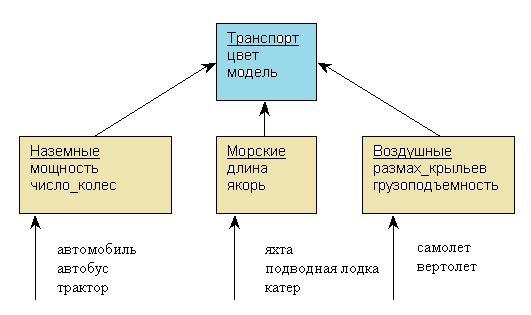 Транспорт
цвет
модель
Наземные
мощность
число_колес
Морские
длина
якорь
Воздушные
размах_крыльев
грузоподъемность
автомобиль
автобус
трактор
яхта
подводная лодка
катер
самолет
вертолет